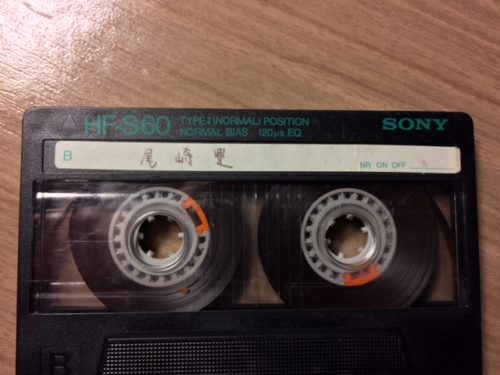 HF-S60 TYPE I (NORMAL) POSITION SONY
NORMAL BIAS 120μs EQ
B 尾崎豊 NR ON OFF
B